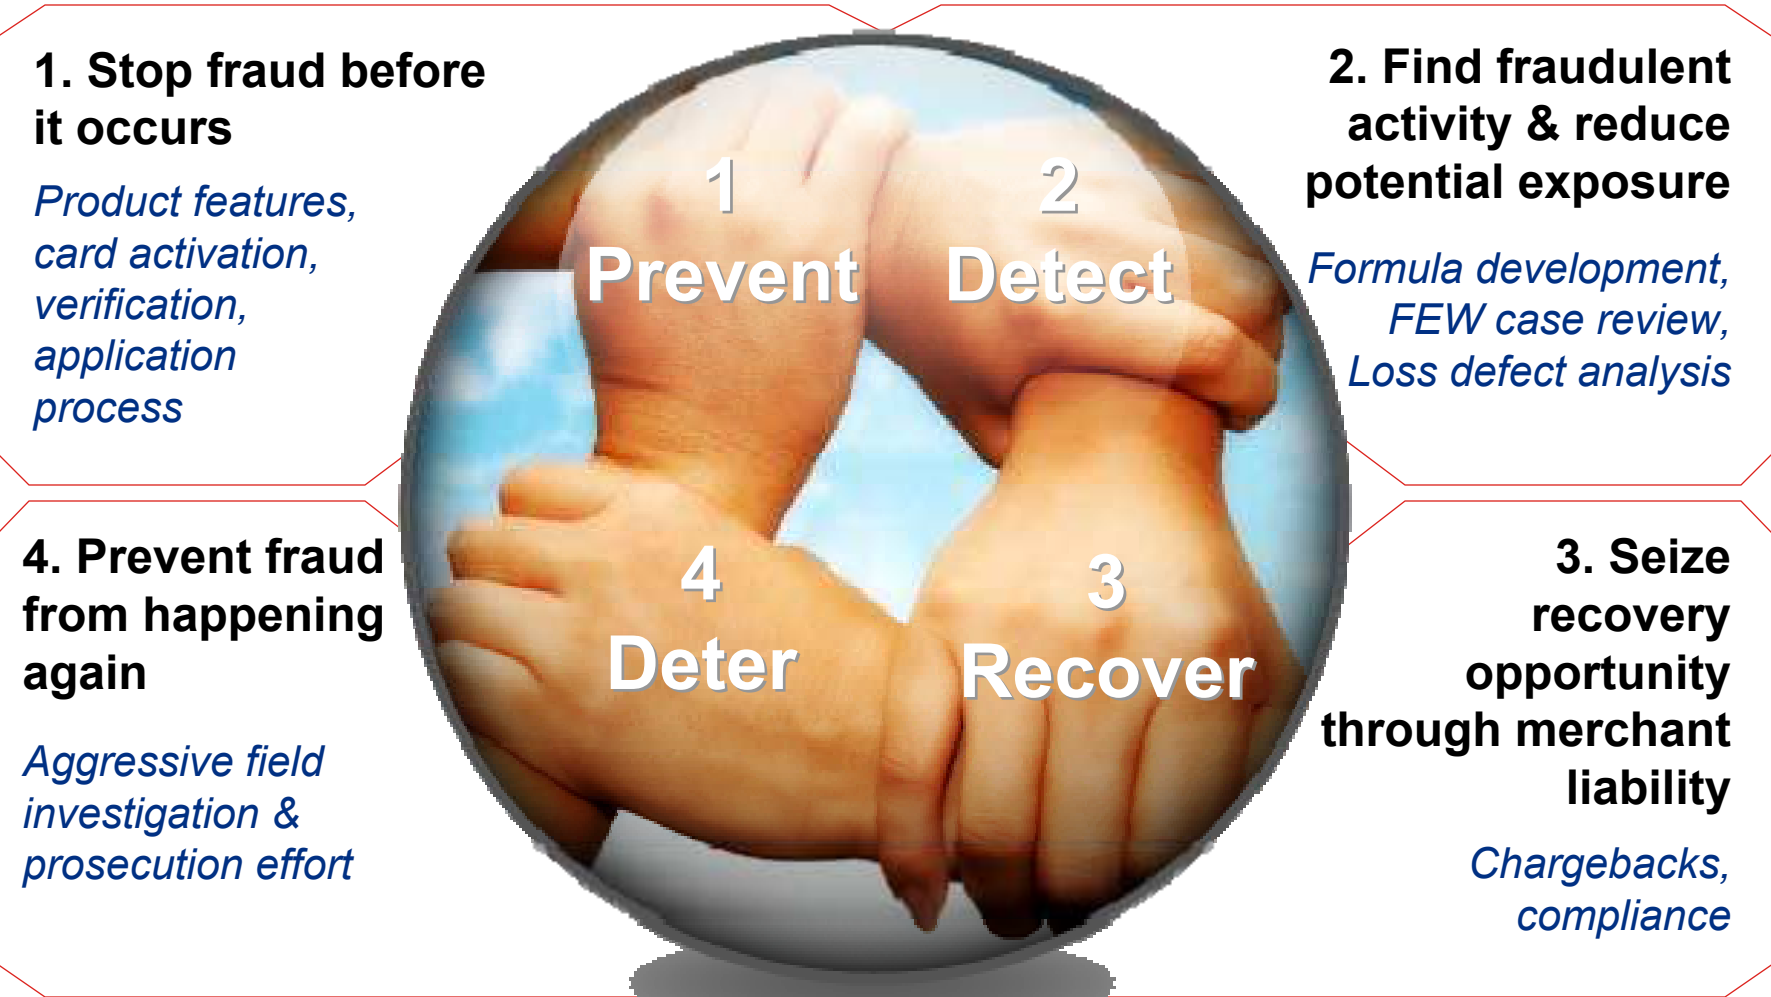 1. Stop fraud before
it occurs
Product features,
card activation,
verification,
application
process
2. Find fraudulent
activity & reduce
potential exposure
Formula development,
FEW case review,
Loss defect analysis
1
Prevent
2
Detect
4
Deter
3
Recover
4. Prevent fraud
from happening
again
Aggressive field
investigation &
prosecution effort
3. Seize
recovery
opportunity
through merchant
liability
Chargebacks,
compliance